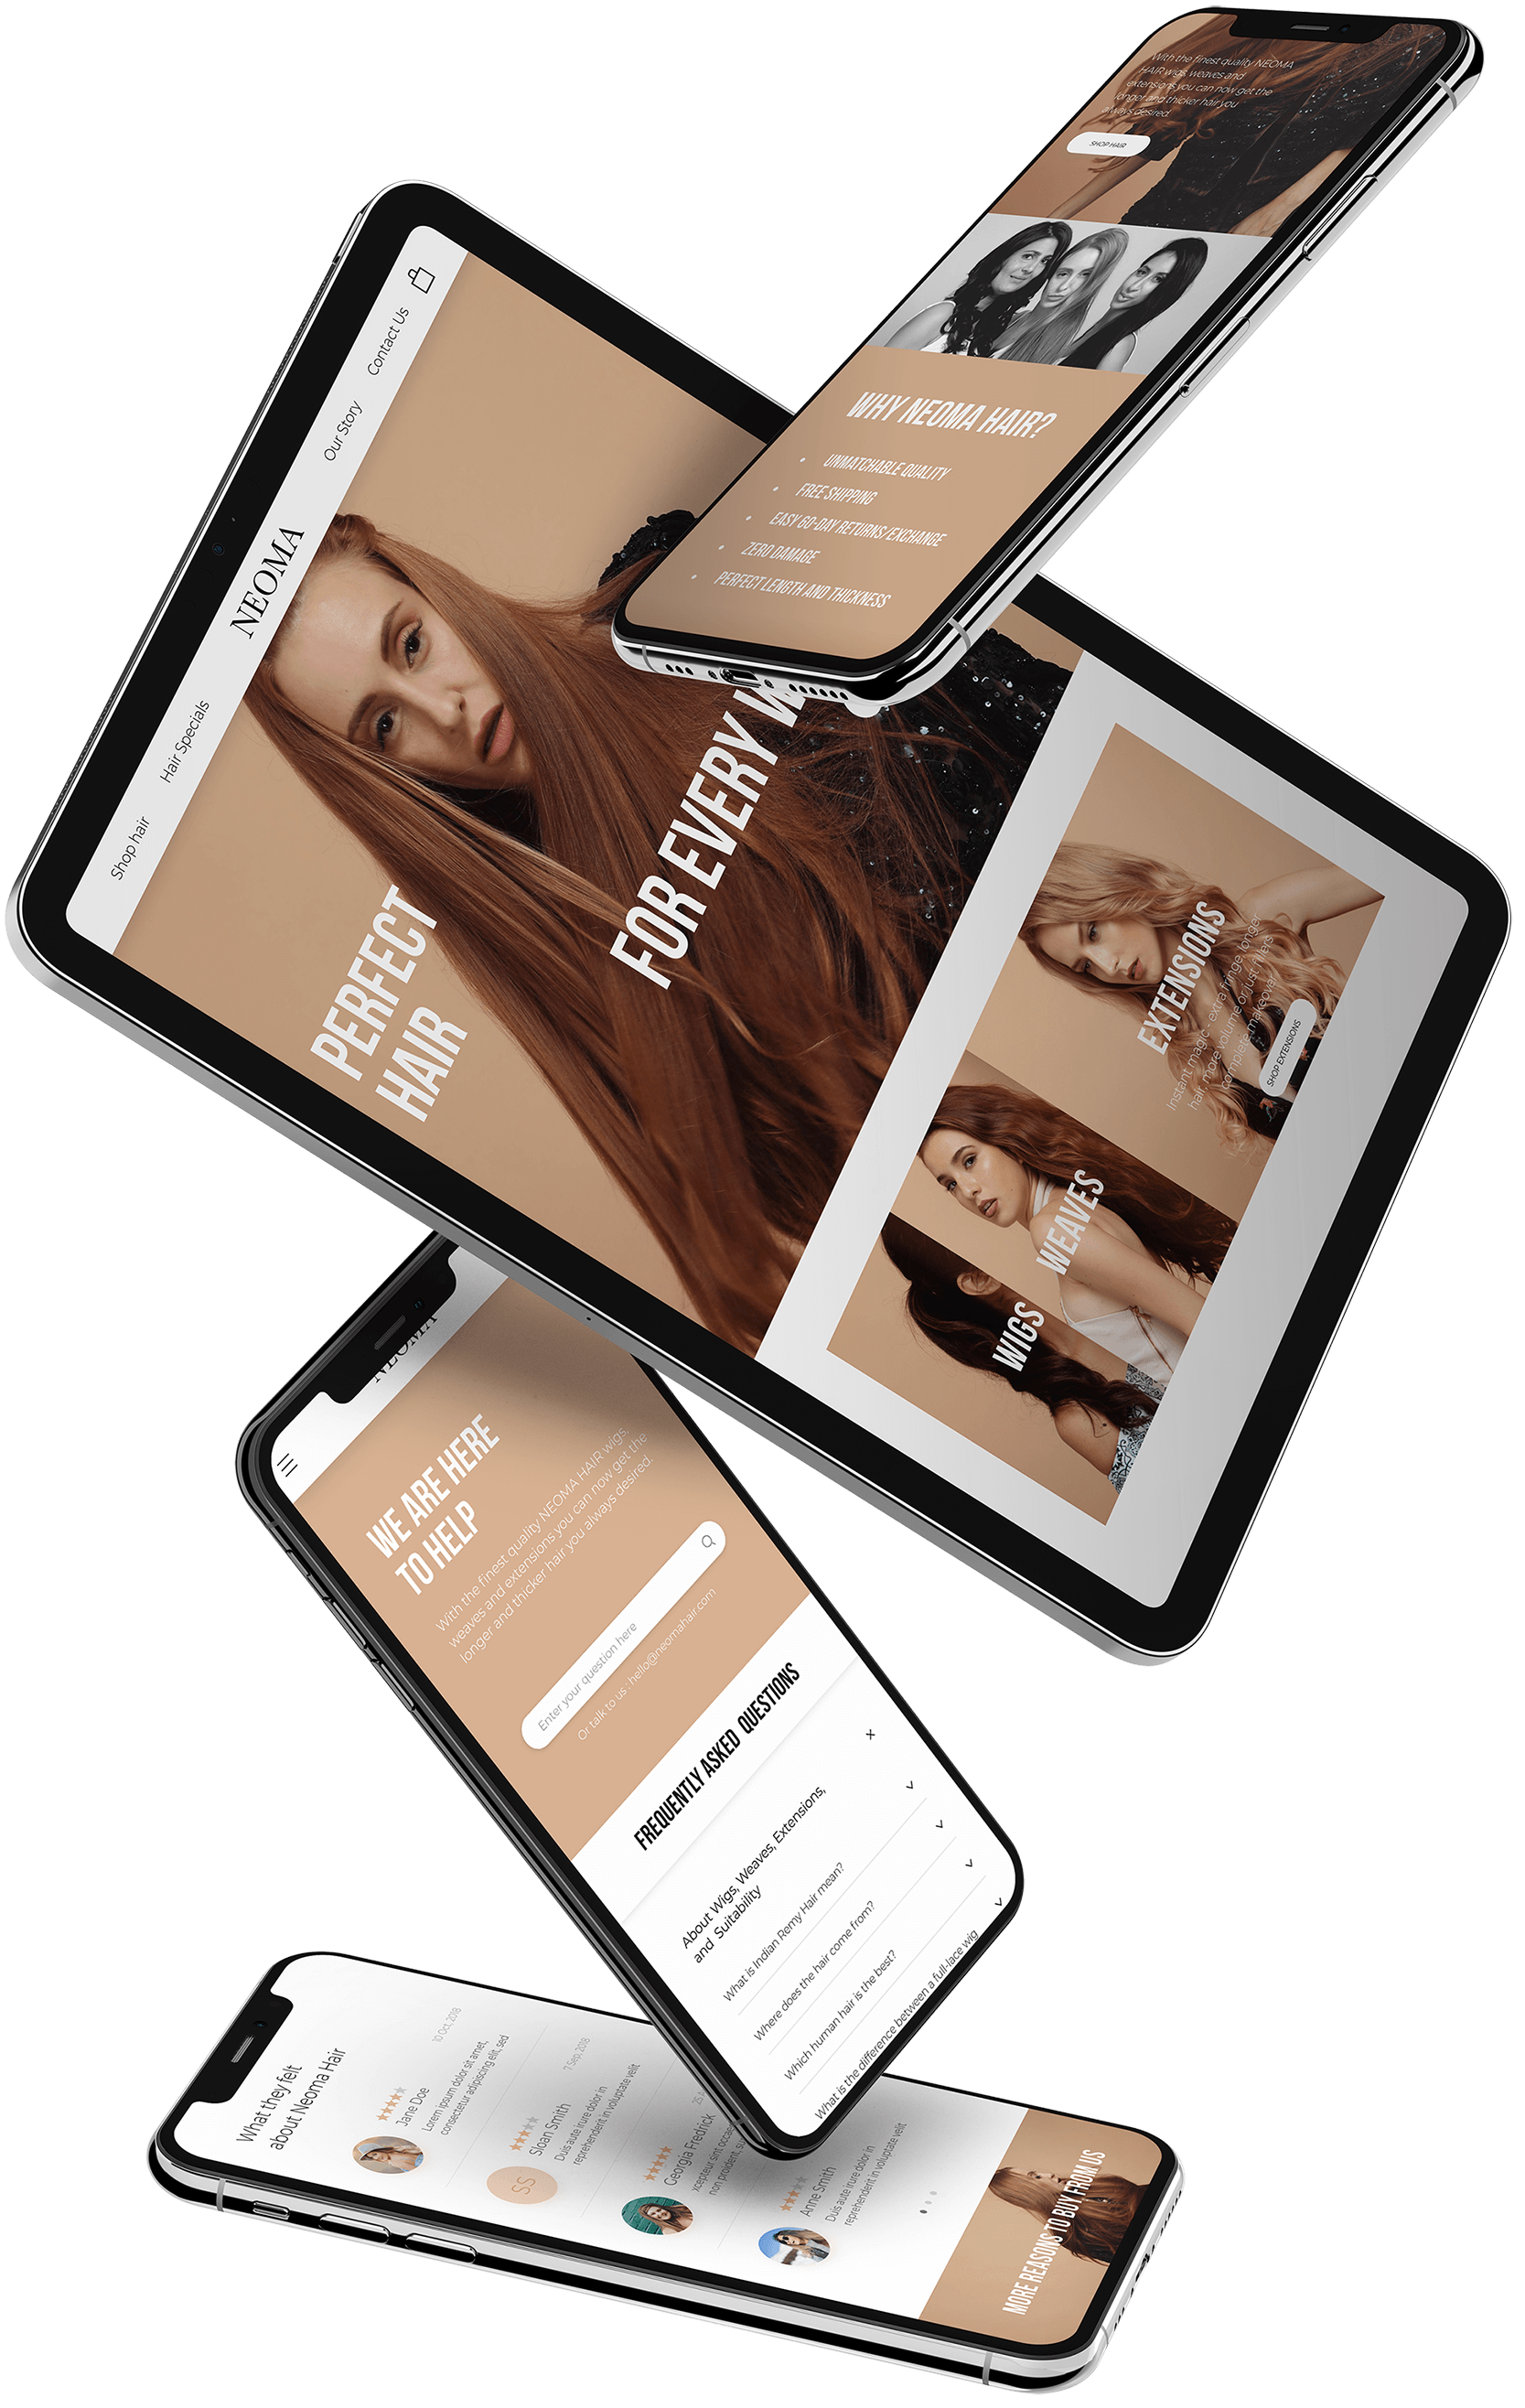 With the finest quality NEOMA
HAIR wigs, weaves and
extensions you can now get the
longer and thicker hair you
always desired.
SHOP HAIR
WHY NEOMA HAIR?
UNMATCHABLE QUALITY
FREE SHIPPING
EASY 60-DAY RETURNS/EXCHANGE
ZERO DAMAGE
PERFECT LENGTH AND THICKNESS
Shop hair
Hair Specials
NEOMA
Our Story
Contact Us
PERFECT
HAIR
FOR EVERY
WIGS
WEAVES
EXTENSIONS
Instant magic - extra fringe longer
hair, more volume or just fillers
complete makeover
SHOP EXTENSIONS
NEOMA
WE ARE HERE
TO HELP
With the finest quality NEOMA HAIR wigs,
weaves and extensions you can now get the
longer and thicker hair you always desired.
Enter your question here
Or talk to us : hello@neomahair.com
FREQUENTLY ASKED QUESTIONS
About Wigs, Weaves, Extensions,
and Suitability
What is Indian Remy Hair mean?
Where does the hair come from?
Which human hair is the best?
What is the difference between a full-lace wig
What they felt
about Neoma Hair
10 Oct, 2018
Jane Doe
Lorem ipsum dolor sit amet,
consectetur adipiscing elit, sed
7 Sep, 2018
SS
Sloan Smith
Duis aute irure dolor in
reprehenderit in voluptate velit
Georgia Fredrick
xcepteur sint occae
non proident, su
Anne Smith
Duis aute irure dolor in
reprehenderit in voluptate velit
MORE REASONS TO BUY FROM US